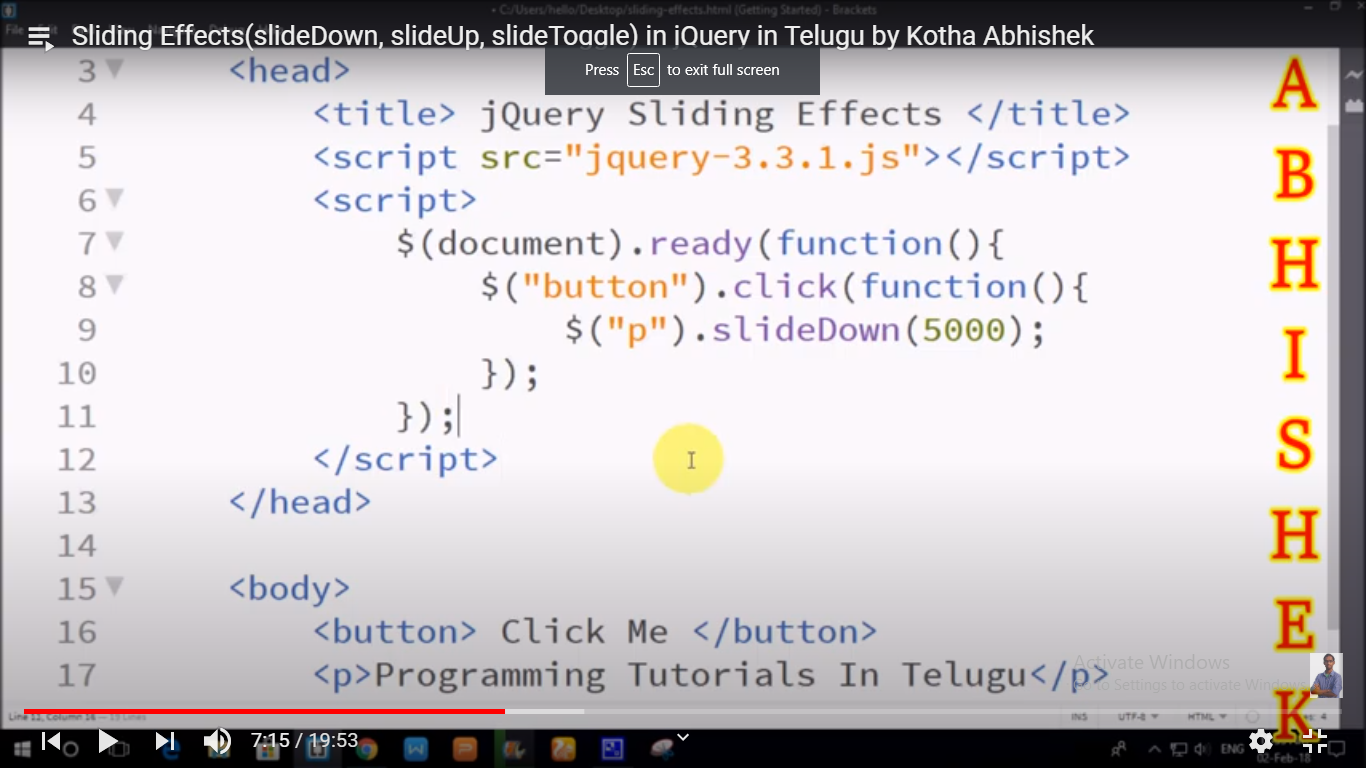 • C:/Users/hello/Desktop/sliding-effects.html (Getting Started) - Brackets
Sliding Effects(slideDown, slideUp, slideToggle) in jQuery in Telugu by Kotha Abhishek
Press Esc to exit full screen
3 <head>
4 <title> jQuery Sliding Effects </title>
5 <script src="jquery-3.3.1.js"></script>
6 <script>
7 $(document).ready(function(){
8 $("button").click(function(){
9 $("p").slideDown(5000);
10 });
11 });
12 </script>
13 </head>
14
15 <body>
16 <button> Click Me </button>
17 <p>Programming Tutorials In Telugu</p>
A
B
H
I
S
H
E
K
Activate Windows
Go to Settings to activate Windows
Line 11, Column 16 — 19 Lines
INS UTF-8 HTML
7:15 / 19:53
ENG
02-Feb-18